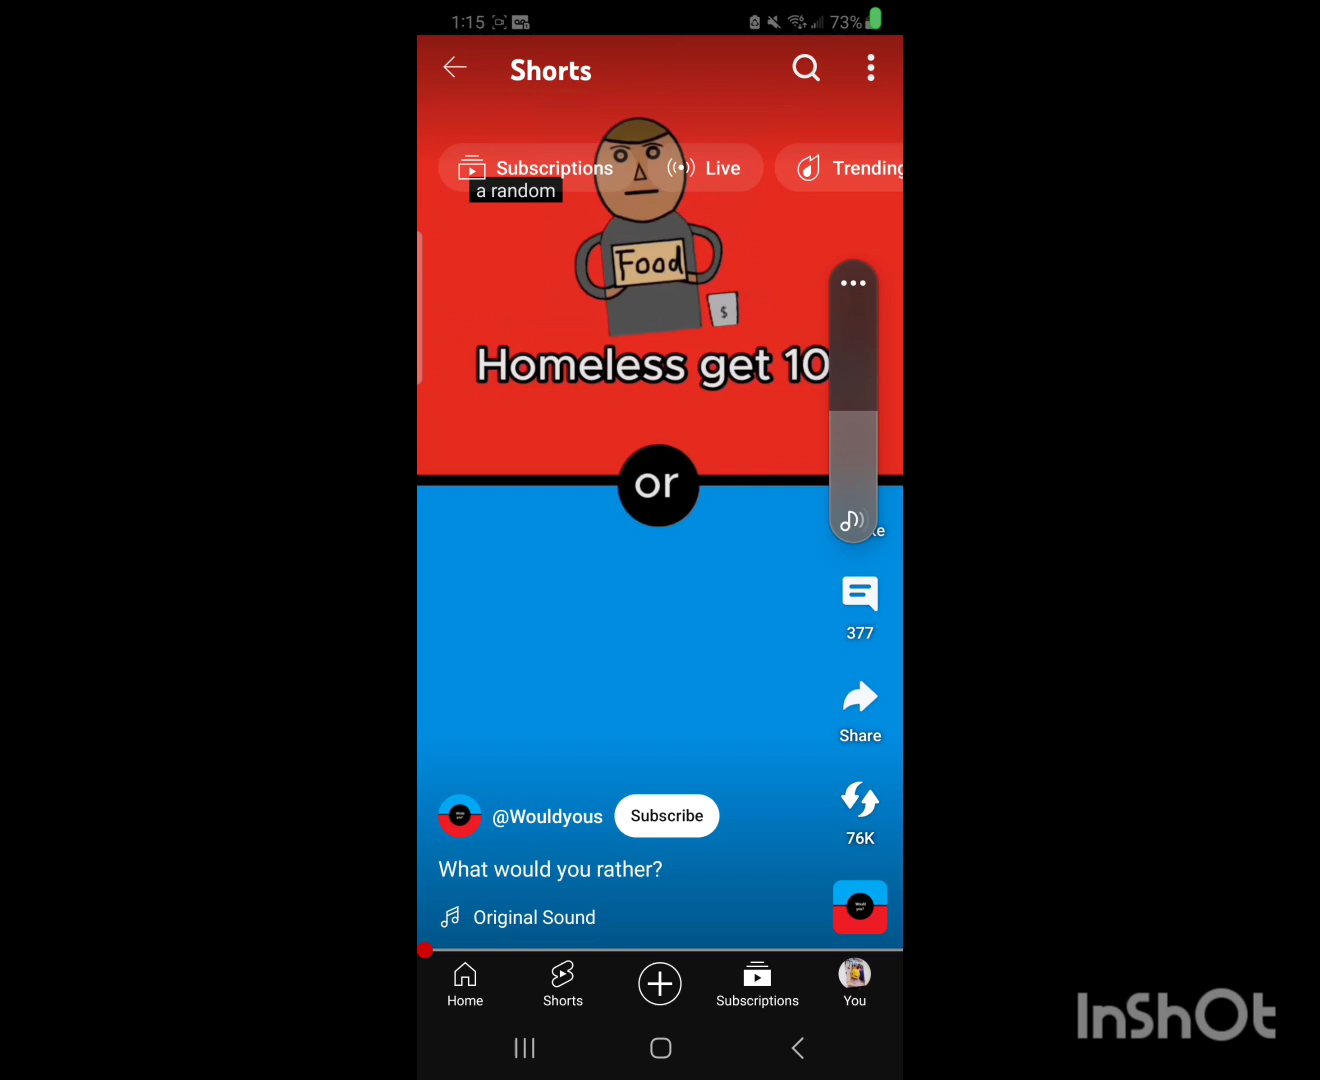 1:15
73%
Shorts
Subscriptions
Live
Trending
a random
Food
$
Homeless get 10
or
377
Share
76K
@Wouldyous
Subscribe
What would you rather?
Original Sound
Home
Shorts
Subscriptions
You
InShOt